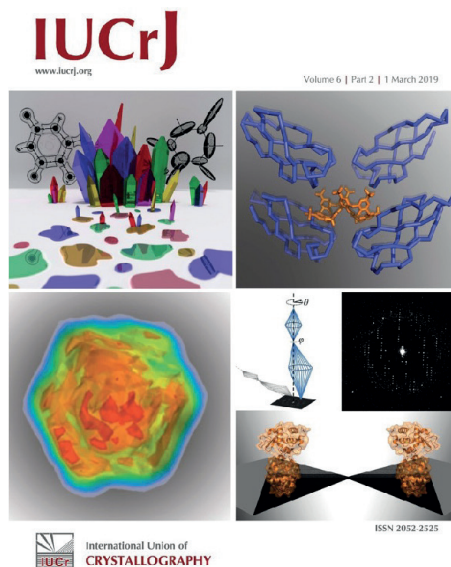 IUCrJ
www.iucrj.org
Volume 6 | Part 2 | 1 March 2019
φ
ISSN 2052-2525
International Union of
CRYSTALLOGRAPHY
IUCr